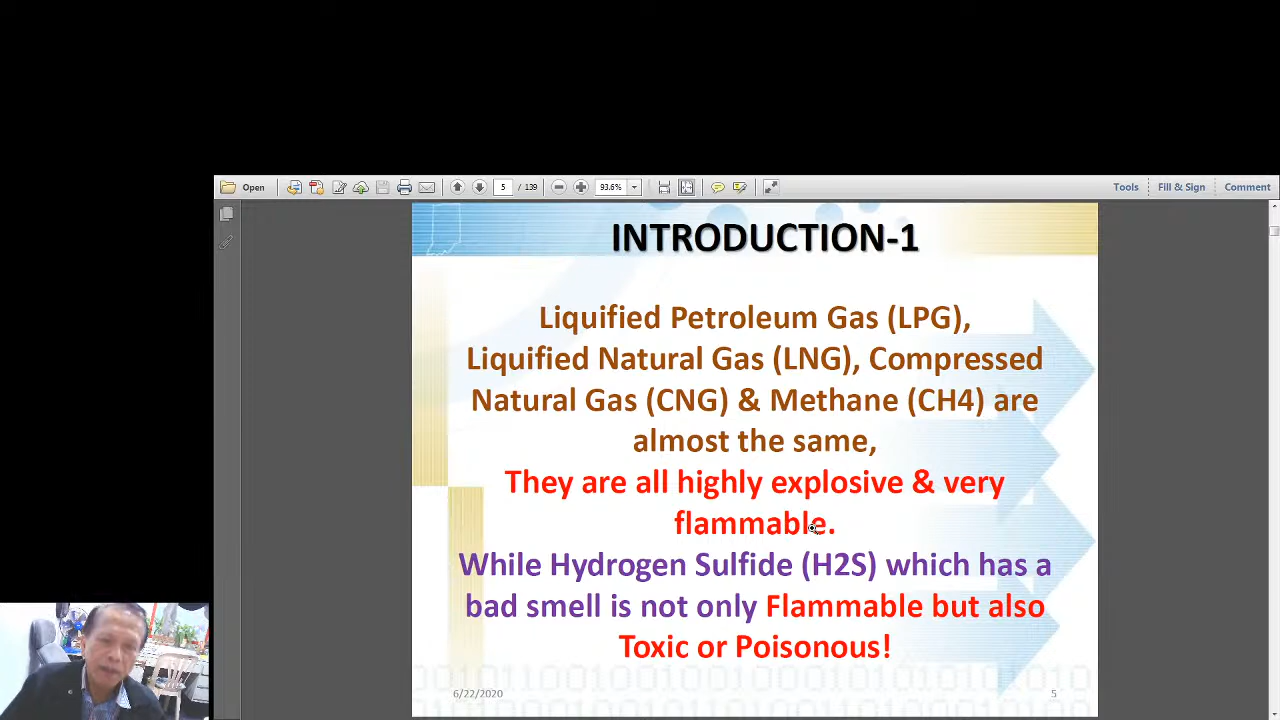 Open
5
/ 139
93.6%
Tools
Fill & Sign
Comment
INTRODUCTION-1
Liquified Petroleum Gas (LPG),
Liquified Natural Gas (LNG), Compressed
Natural Gas (CNG) & Methane (CH4) are
almost the same,
They are all highly explosive & very
flammable.
While Hydrogen Sulfide (H2S) which has a
bad smell is not only Flammable but also
Toxic or Poisonous!
6/22/2020
5